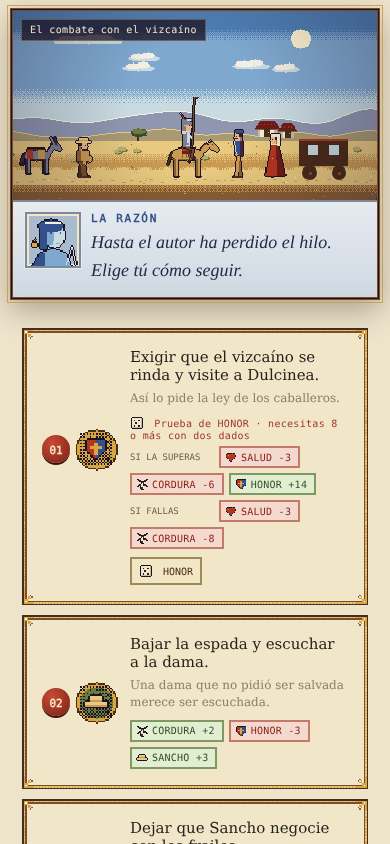 El combate con el vizcaíno
LA RAZÓN
Hasta el autor ha perdido el hilo.
Elige tú cómo seguir.
Exigir que el vizcaíno se
rinda y visite a Dulcinea.
Así lo pide la ley de los caballeros.
Prueba de HONOR · necesitas 8
o más con dos dados
01
SI LA SUPERAS SALUD -3
CORDURA -6 HONOR +14
SI FALLAS SALUD -3
CORDURA -8
HONOR
Bajar la espada y escuchar
a la dama.
Una dama que no pidió ser salvada
merece ser escuchada.
02
CORDURA +2 HONOR -3
SANCHO +3
Dejar que Sancho negocie
con los frailes